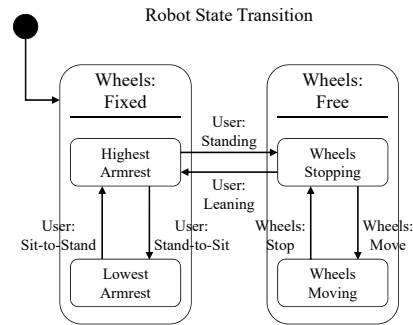 Robot State Transition
Wheels:
Fixed
Wheels:
Free
User:
Standing
Highest
Armrest
Wheels
Stopping
User:
Leaning
User:
Sit-to-Stand
User:
Stand-to-Sit
Wheels:
Stop
Wheels:
Move
Lowest
Armrest
Wheels
Moving